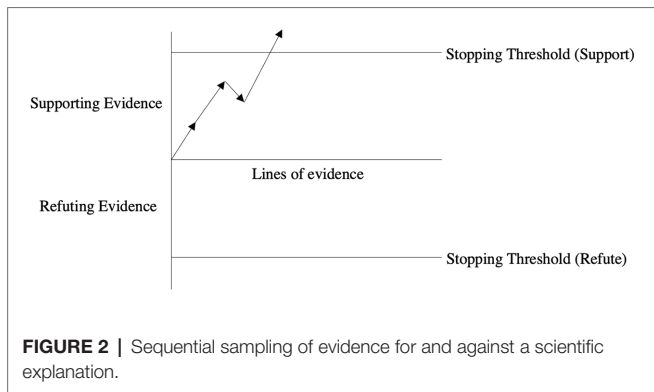 Stopping Threshold (Support)
Supporting Evidence
Lines of evidence
Refuting Evidence
Stopping Threshold (Refute)
FIGURE 2 | Sequential sampling of evidence for and against a scientific
explanation.